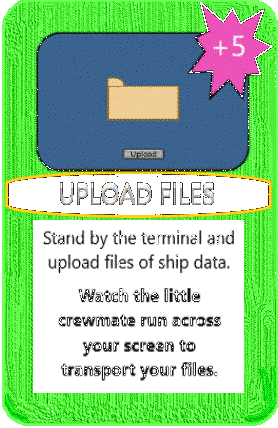 +5
Upload
UPLOAD FILES
Stand by the terminal and
upload files of ship data.
Watch the little
crewmate run across
your screen to
transport your files.